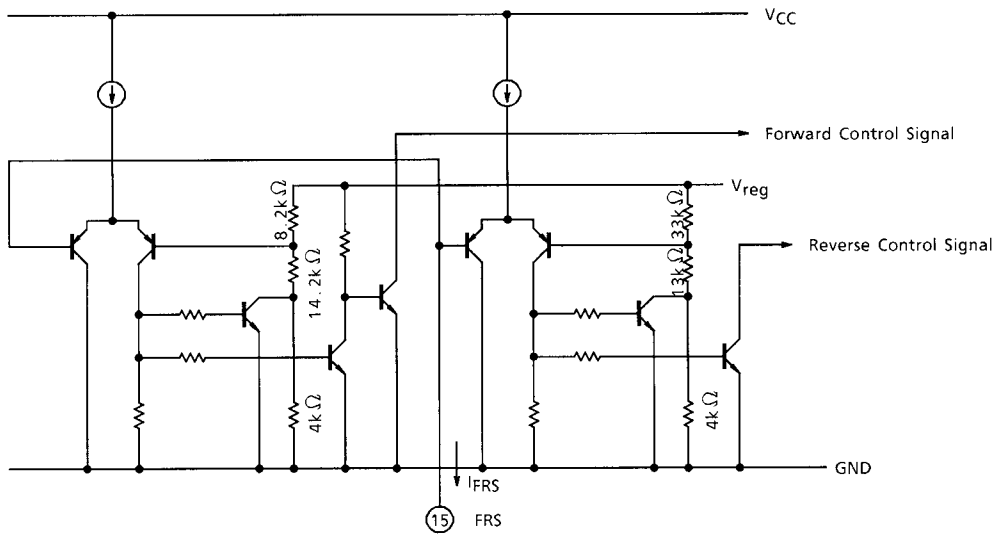 VCC
Forward Control Signal
Vreg
8.2kΩ
33kΩ
Reverse Control Signal
14.2kΩ
13kΩ
4kΩ
4kΩ
GND
IFRS
15 FRS